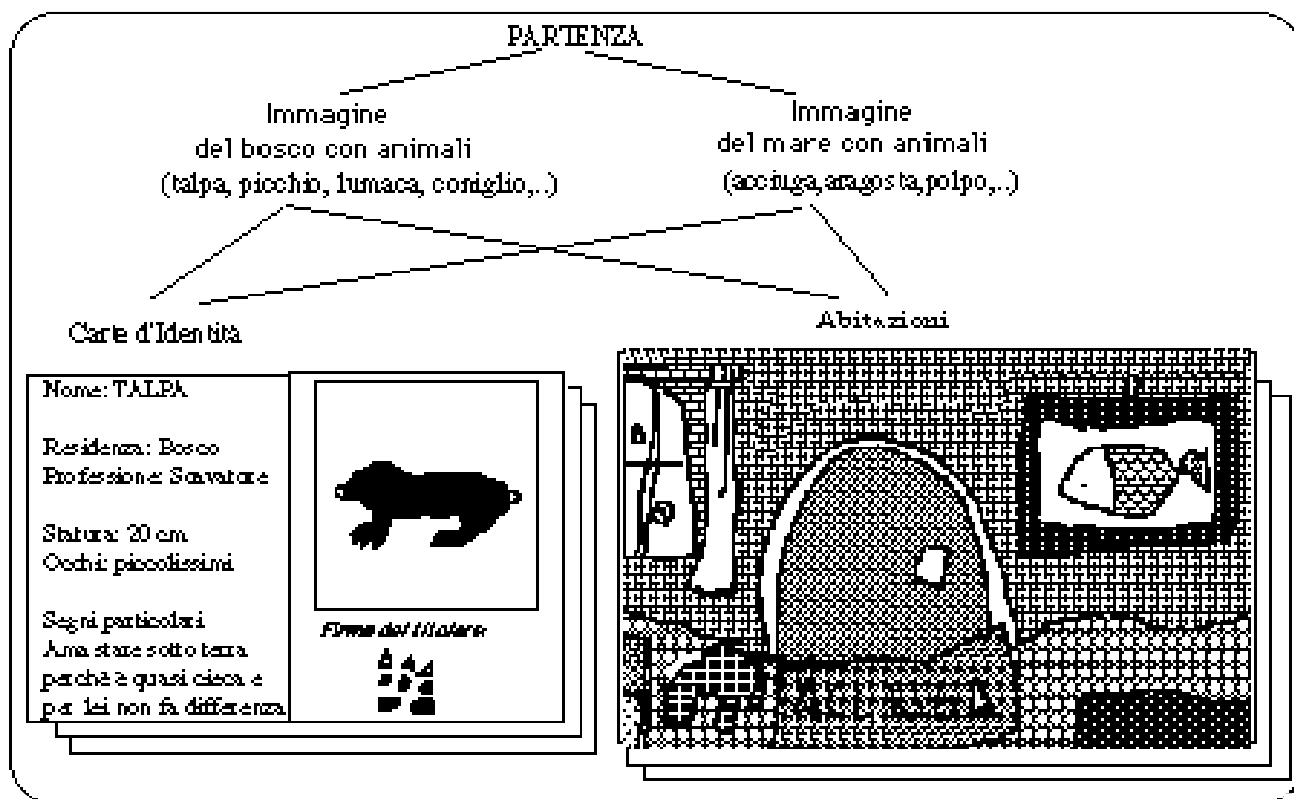 PARTENZA
Immagine
del bosco con animali
(talpa, picchio, lumaca, coniglio,..)
Immagine
del mare con animali
(acciuga,aragosta,polpo,..)
Carte d'Identità
Abitazioni
Nome: TALPA
Residenza: Bosco
Professione: Scavatore
Statura: 20 cm
Occhi: piccolissimi
Segni particolari
Ama stare sotto terra
perchè è quasi cieca e
per lei non fa differenza
Firma del titolare: